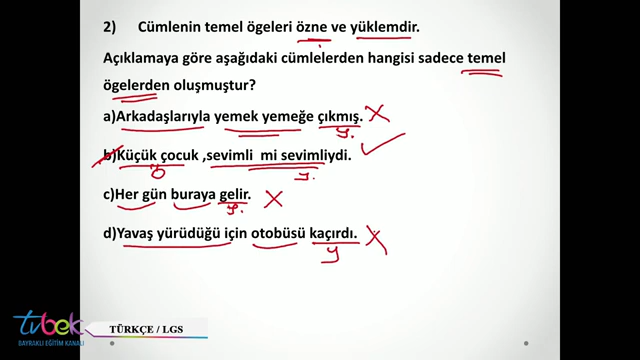 2) Cümlenin temel ögeleri özne ve yüklemdir.
Açıklamaya göre aşağıdaki cümlelerden hangisi sadece temel
ögelerden oluşmuştur?
a)Arkadaşlarıyla yemek yemeğe çıkmış.
y.
b)Küçük çocuk ,sevimli mi sevimliydi.
ö y.
c)Her gün buraya gelir.
y.
d)Yavaş yürüdüğü için otobüsü kaçırdı.
y
tvbek
BAYRAKLI EĞİTİM KANALI
TÜRKÇE / LGS